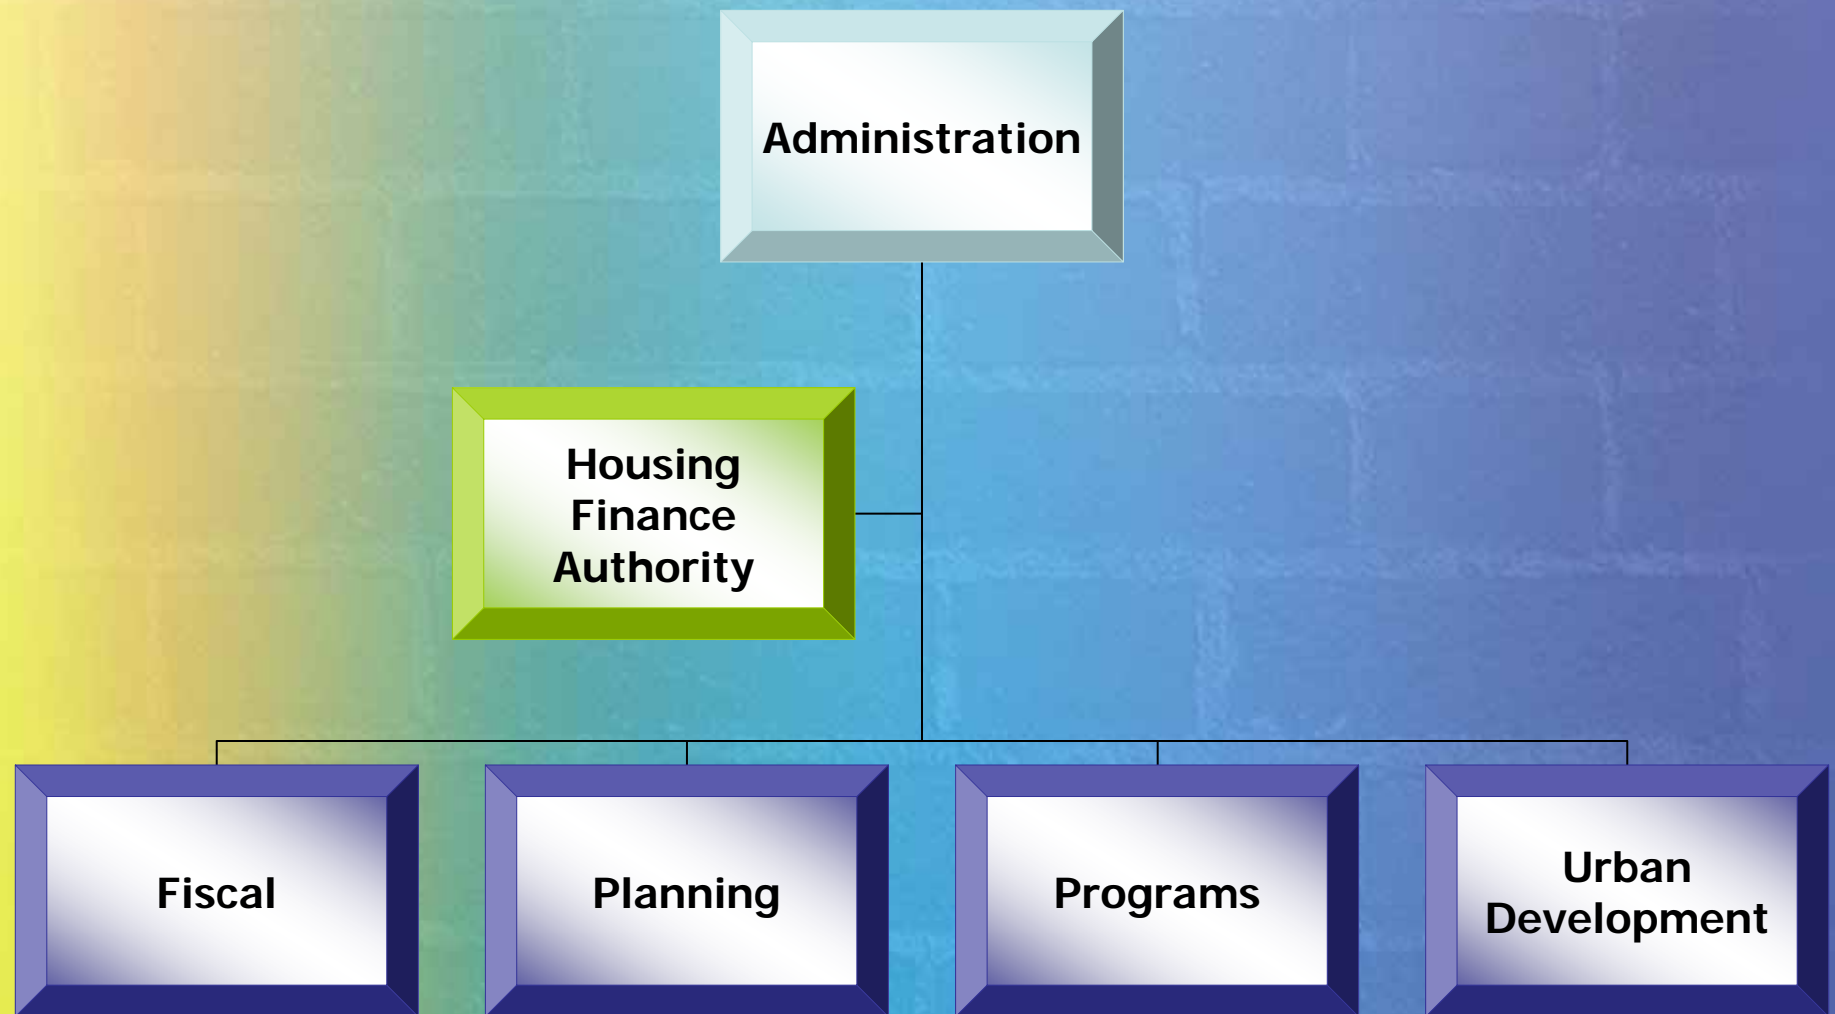 Administration
Housing
Finance
Authority
Fiscal
Planning
Programs
Urban
Development